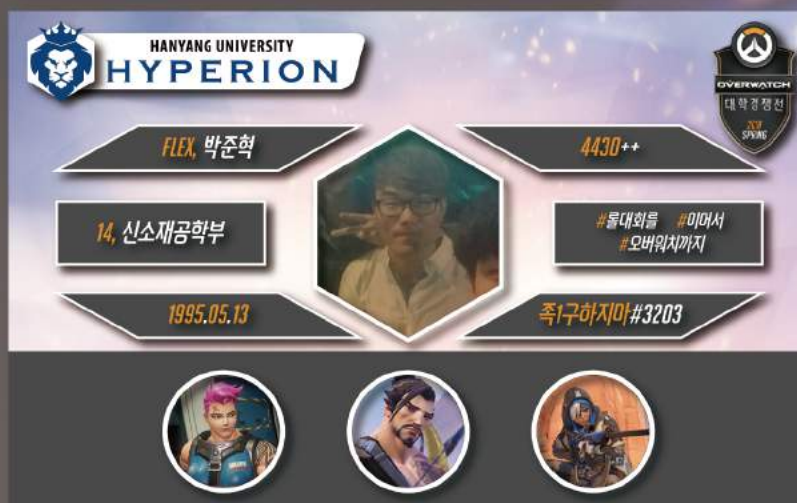 HANYANG UNIVERSITY
HYPERION
OVERWATCH
대학경쟁전
2018
SPRING
FLEX, 박준혁
4430++
14, 신소재공학부
#롤대회를 #이어서
#오버워치까지
1995.05.13
족1구하지마#3203